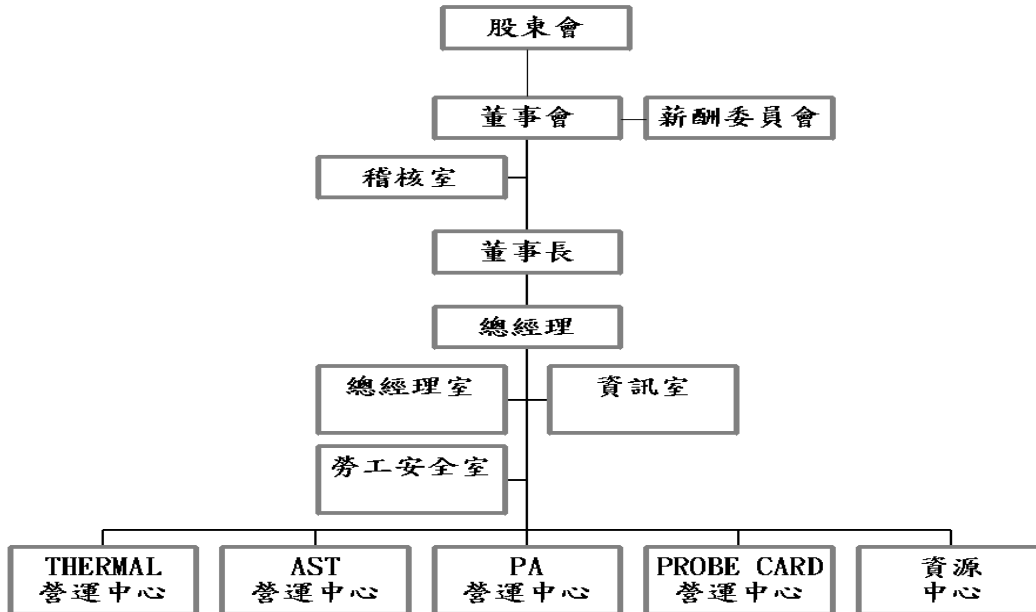 股東會
董事會
薪酬委員會
稽核室
董事長
總經理
總經理室
資訊室
勞工安全室
THERMAL
營運中心
AST
營運中心
PA
營運中心
PROBE CARD
營運中心
資源
中心